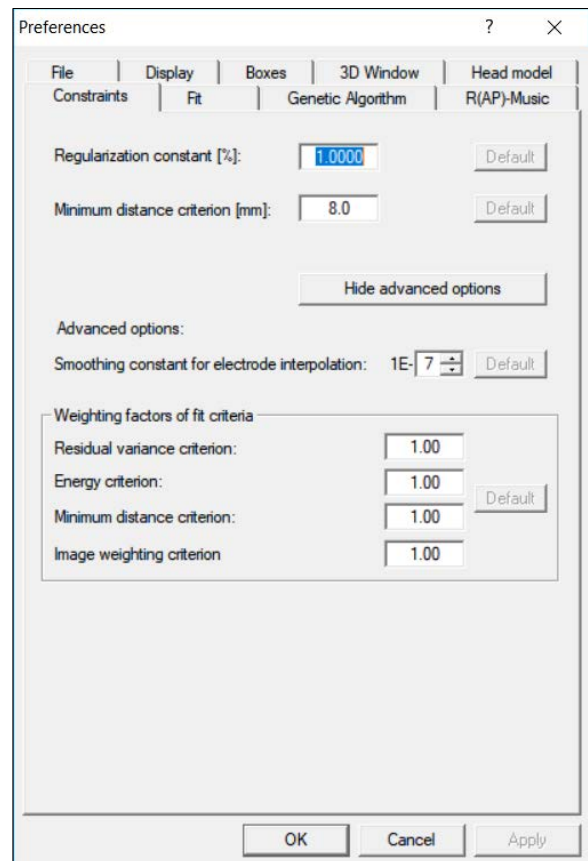 Preferences ? ×
File Display Boxes 3D Window Head model
Constraints Fit Genetic Algorithm R(AP)-Music
Regularization constant [%]: 1.0000 Default
Minimum distance criterion [mm]: 8.0 Default
Hide advanced options
Advanced options:
Smoothing constant for electrode interpolation: 1E- 7 Default
Weighting factors of fit criteria
Residual variance criterion: 1.00
Energy criterion: 1.00
Default
Minimum distance criterion: 1.00
Image weighting criterion 1.00
OK Cancel Apply